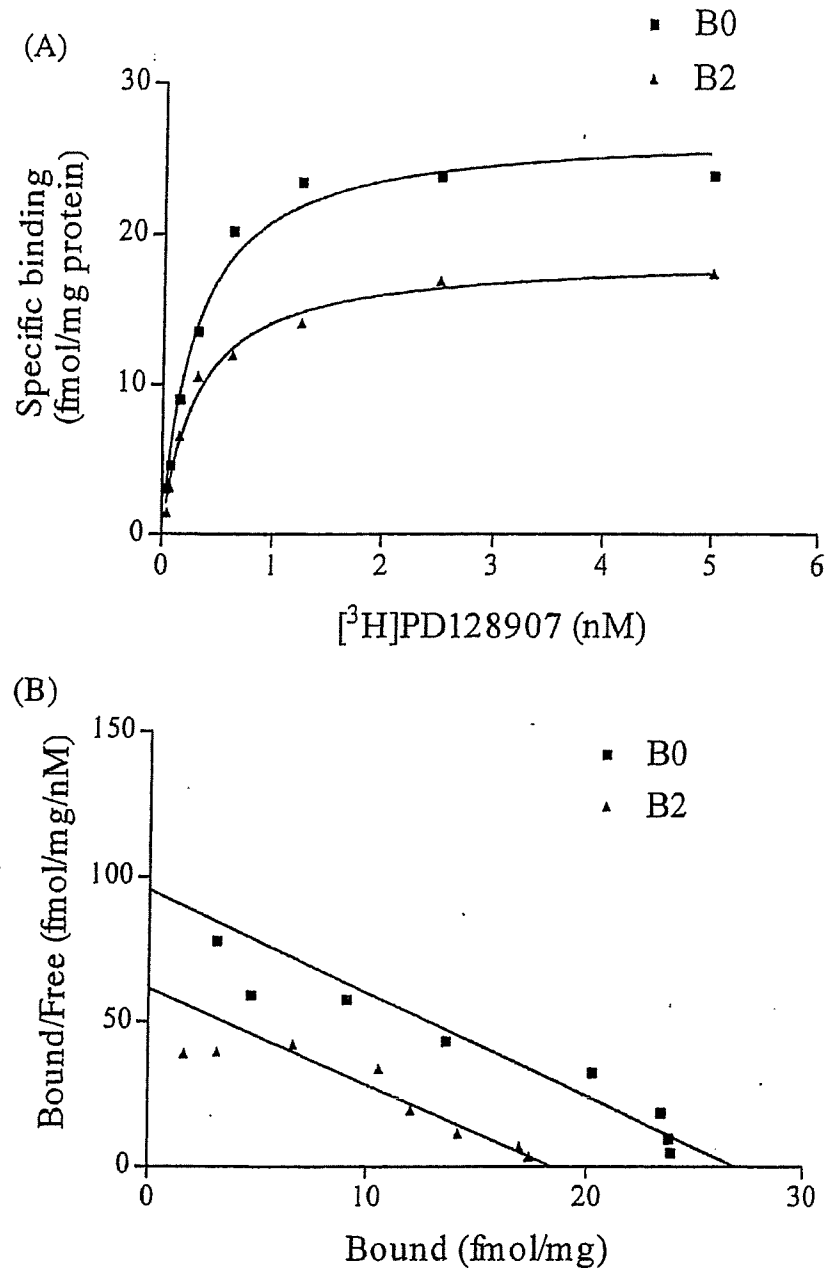 (A)
B0
B2
30
20
10
0
Specific binding
(fmol/mg protein)
0 1 2 3 4 5 6
[³H]PD128907 (nM)
(B)
B0
B2
150
100
50
0
Bound/Free (fmol/mg/nM)
0 10 20 30
Bound (fmol/mg)